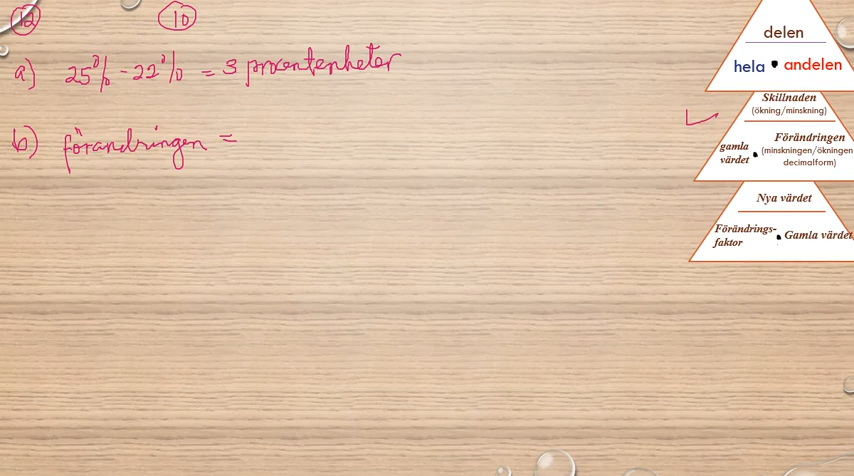 12 10
a) 25% - 22% = 3 procentenheter
b) förändringen =
delen
hela • andelen
Skillnaden
(ökning/minskning)
gamla
värdet
•
Förändringen
(minskningen/ökningen
decimalform)
Nya värdet
Förändrings-
faktor
• Gamla värdet